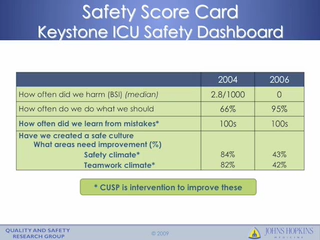 Safety Score Card
Keystone ICU Safety Dashboard
2004 2006
How often did we harm (BSI) (median) 2.8/1000 0
How often do we do what we should 66% 95%
How often did we learn from mistakes* 100s 100s
Have we created a safe culture
What areas need improvement (%)
Safety climate* 84% 43%
Teamwork climate* 82% 42%
* CUSP is intervention to improve these
QUALITY AND SAFETY
RESEARCH GROUP
© 2009
JOHNS HOPKINS
MEDICINE